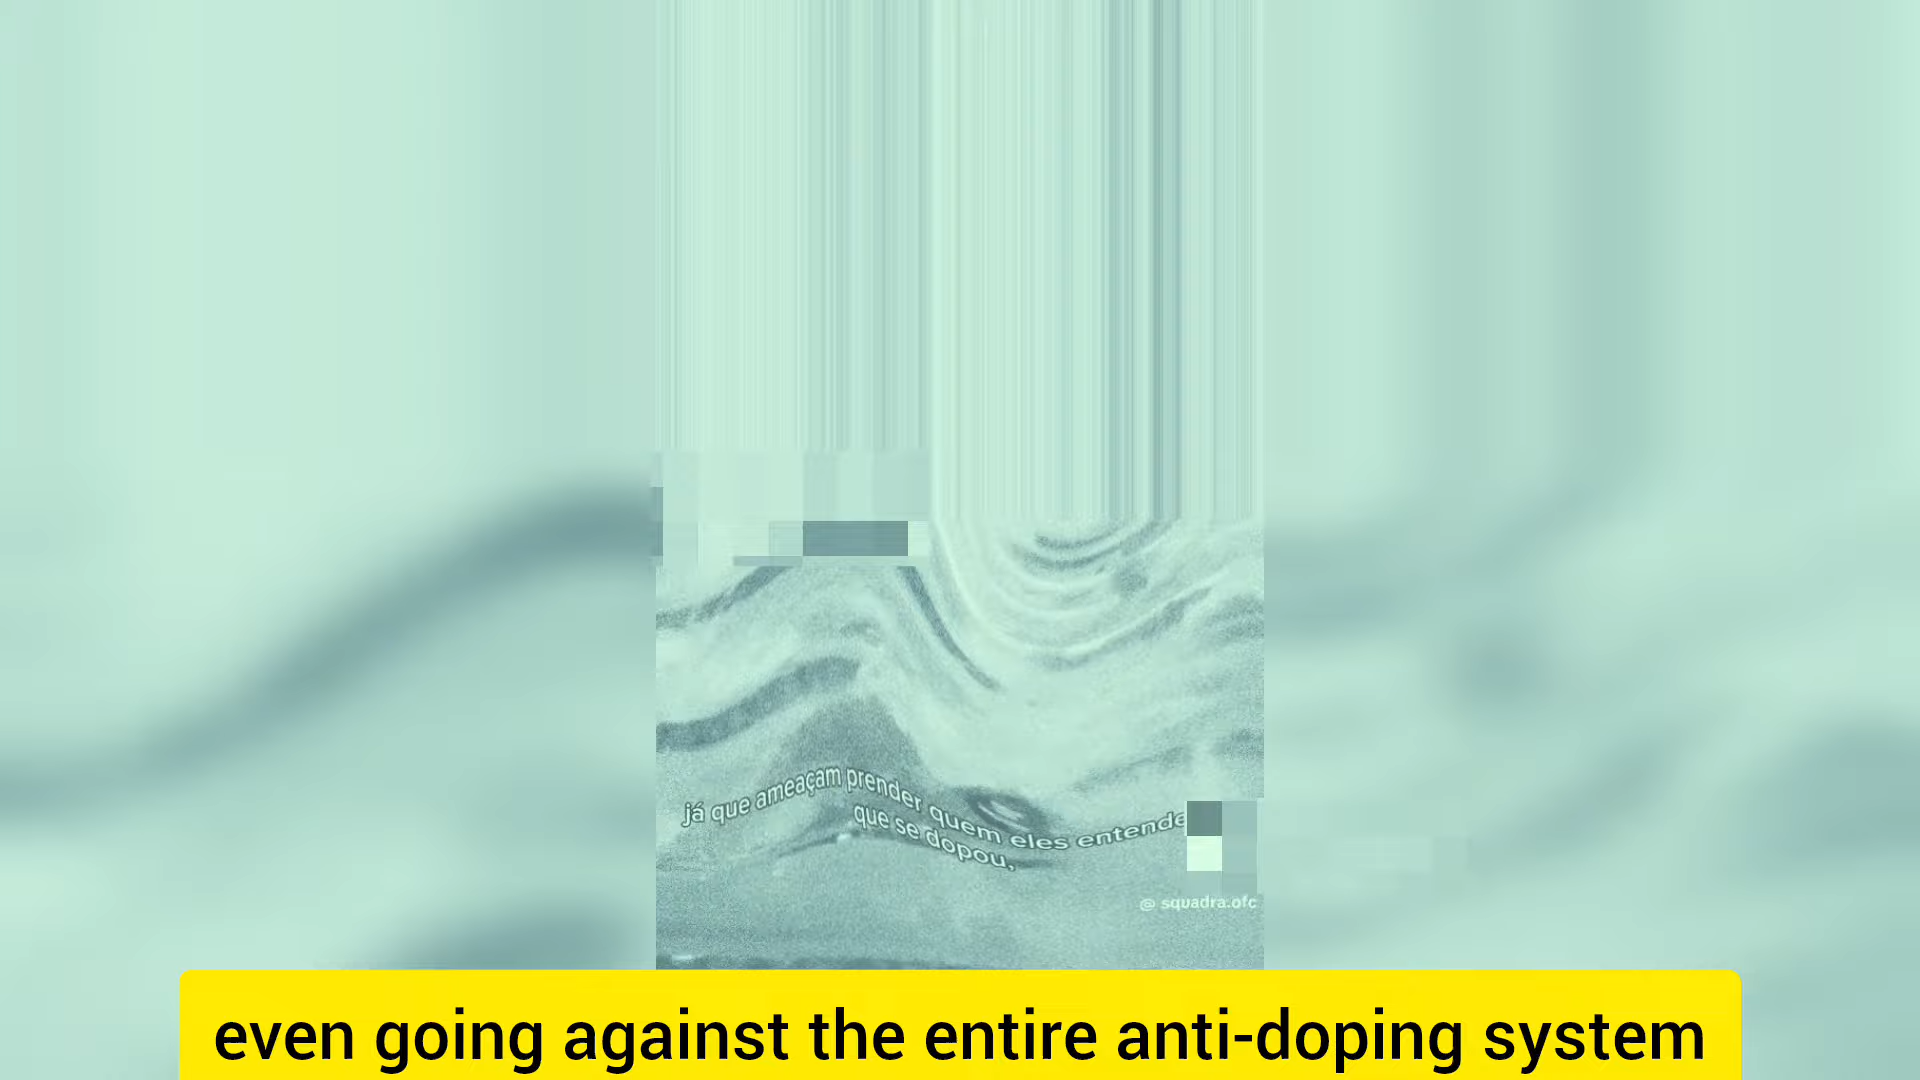 já que ameaçam prender quem eles entende
que se dopou,
@ squadra.ofc
even going against the entire anti-doping system